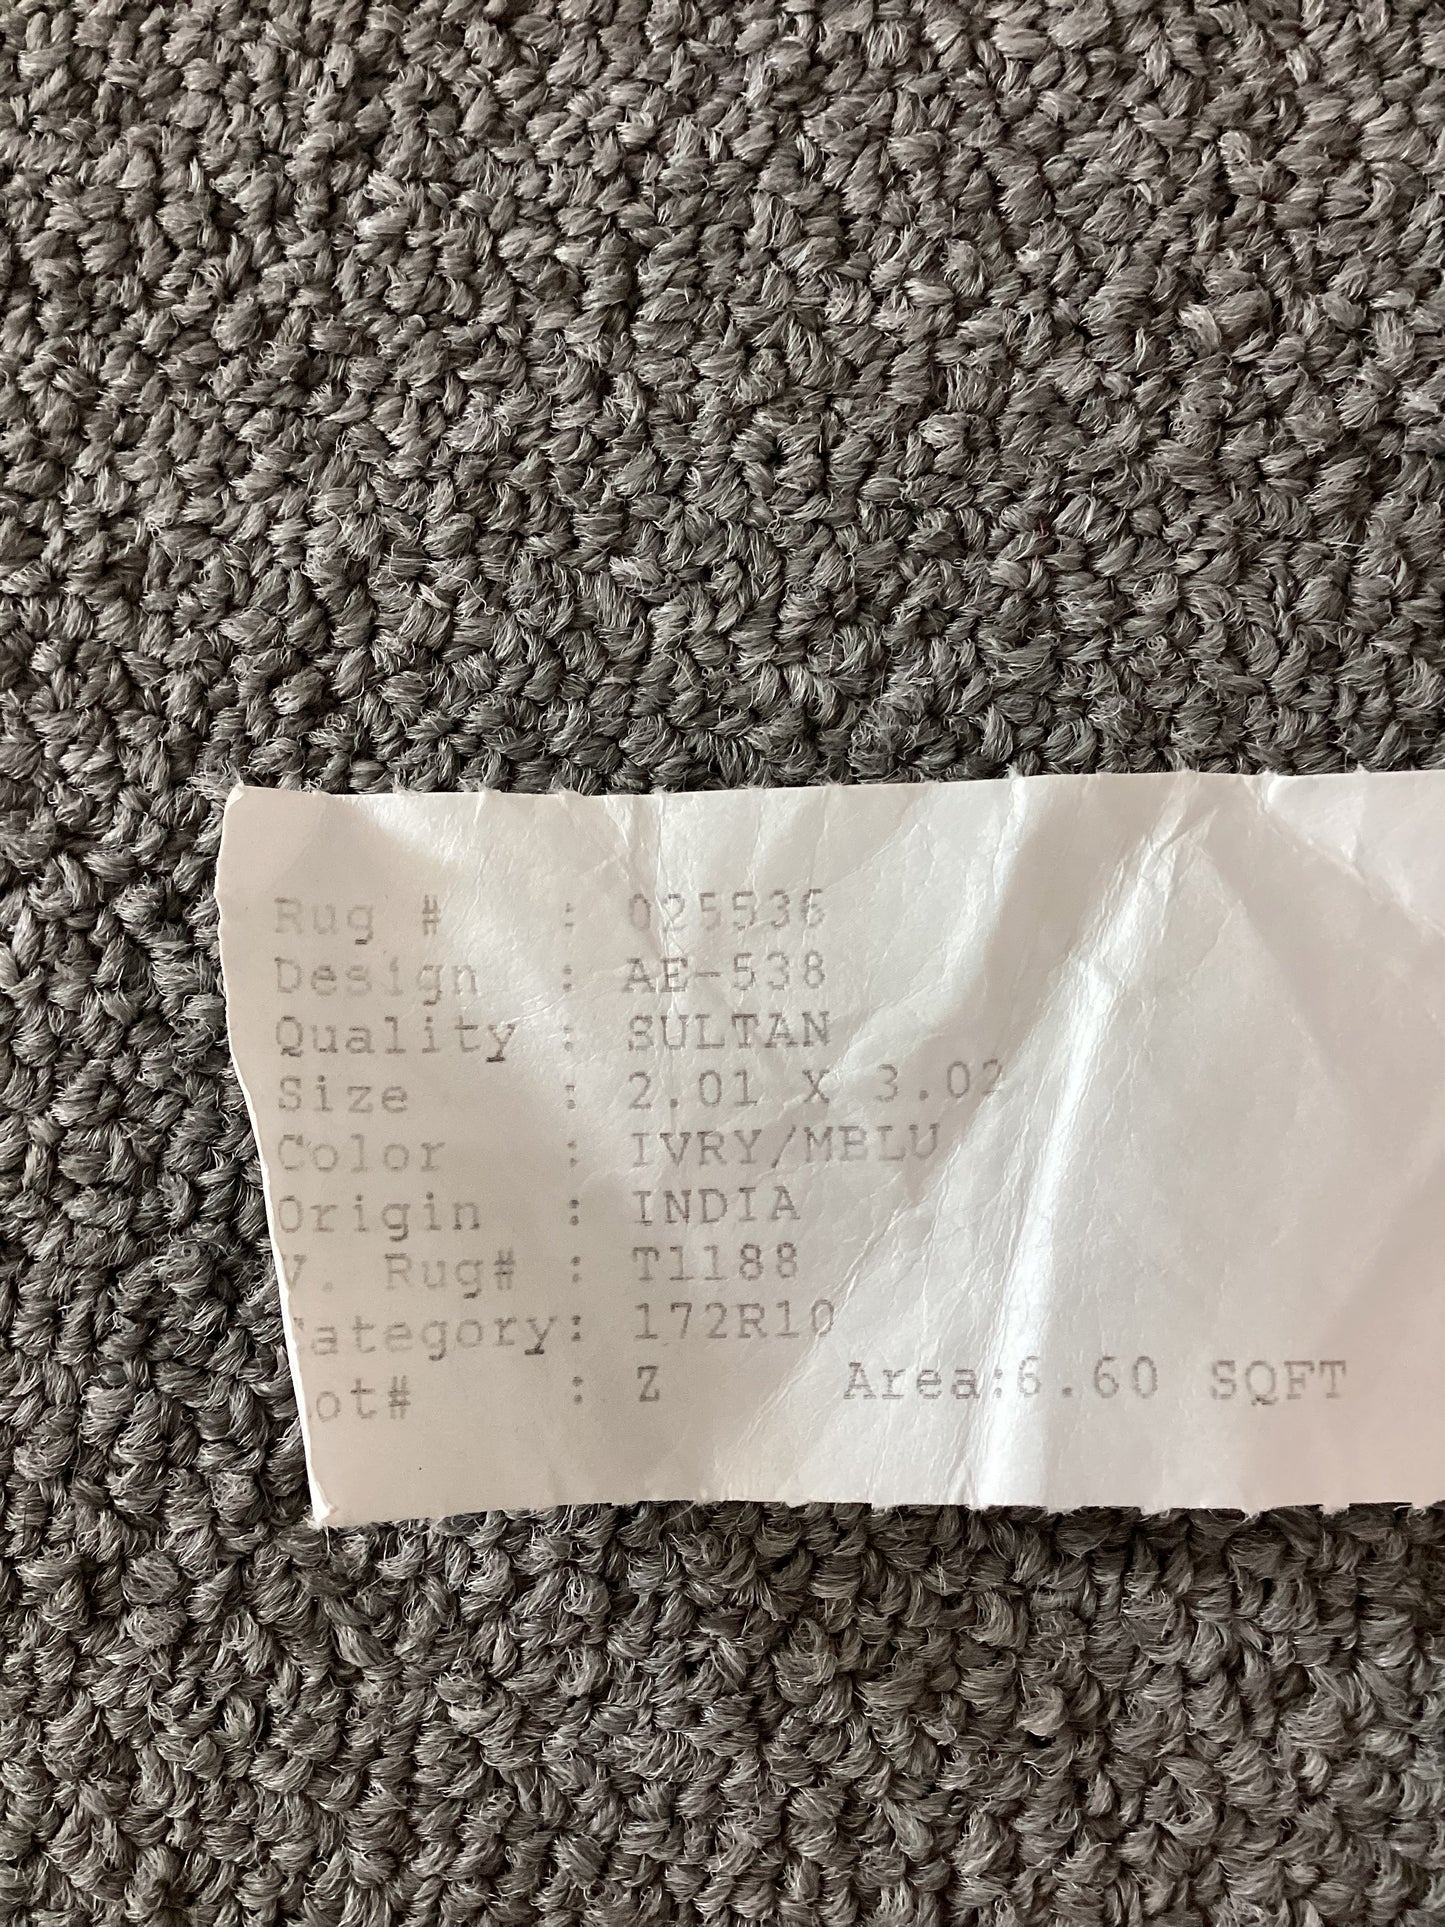 Rug # : 025536
Design : AE-538
Quality : SULTAN
Size : 2.01 X 3.02
Color : IVRY/MBLU
Origin : INDIA
V. Rug# : T1188
Category: 172R10
Lot# : Z Area:6.60 SQFT